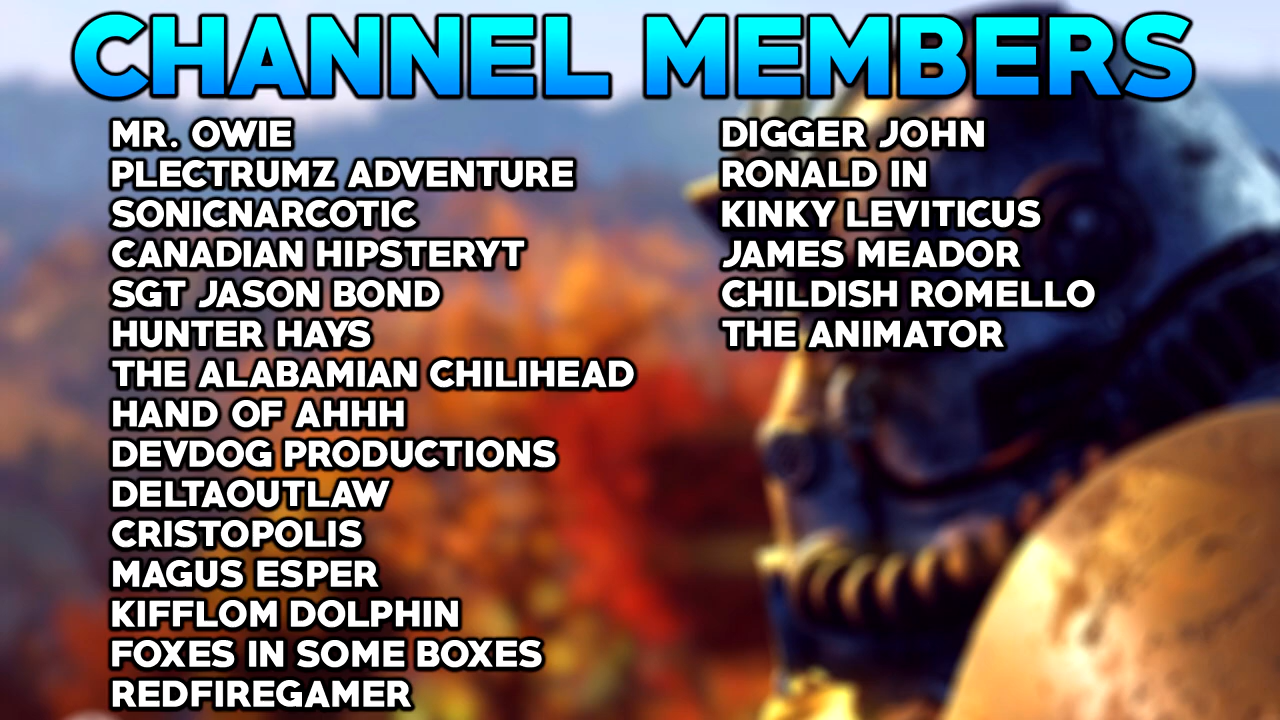 CHANNEL MEMBERS
MR. OWIE
PLECTRUMZ ADVENTURE
SONICNARCOTIC
CANADIAN HIPSTERYT
SGT JASON BOND
HUNTER HAYS
THE ALABAMIAN CHILIHEAD
HAND OF AHHH
DEVDOG PRODUCTIONS
DELTAOUTLAW
CRISTOPOLIS
MAGUS ESPER
KIFFLOM DOLPHIN
FOXES IN SOME BOXES
REDFIREGAMER
DIGGER JOHN
RONALD IN
KINKY LEVITICUS
JAMES MEADOR
CHILDISH ROMELLO
THE ANIMATOR